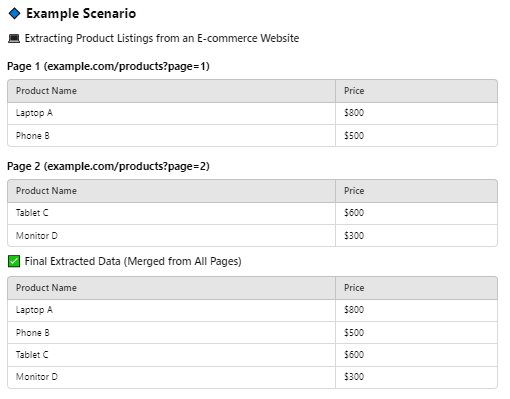 Example Scenario
Extracting Product Listings from an E-commerce Website
Page 1 (example.com/products?page=1)
Product Name Price
Laptop A $800
Phone B $500
Page 2 (example.com/products?page=2)
Product Name Price
Tablet C $600
Monitor D $300
Final Extracted Data (Merged from All Pages)
Product Name Price
Laptop A $800
Phone B $500
Tablet C $600
Monitor D $300